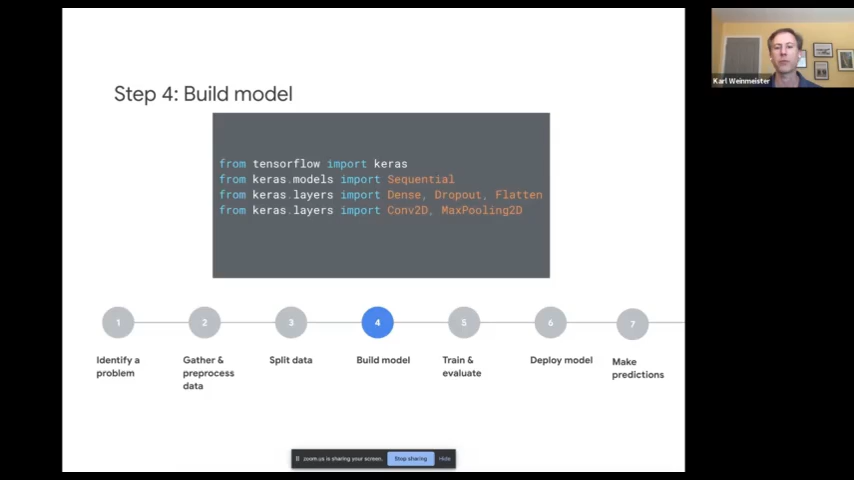 Step 4: Build model
from tensorflow import keras
from keras.models import Sequential
from keras.layers import Dense, Dropout, Flatten
from keras.layers import Conv2D, MaxPooling2D
1 2 3 4 5 6 7
Identify a
problem
Gather &
preprocess
data
Split data
Build model
Train &
evaluate
Deploy model
Make
predictions
zoom.us is sharing your screen.
Stop sharing
Hide
Karl Weinmeister